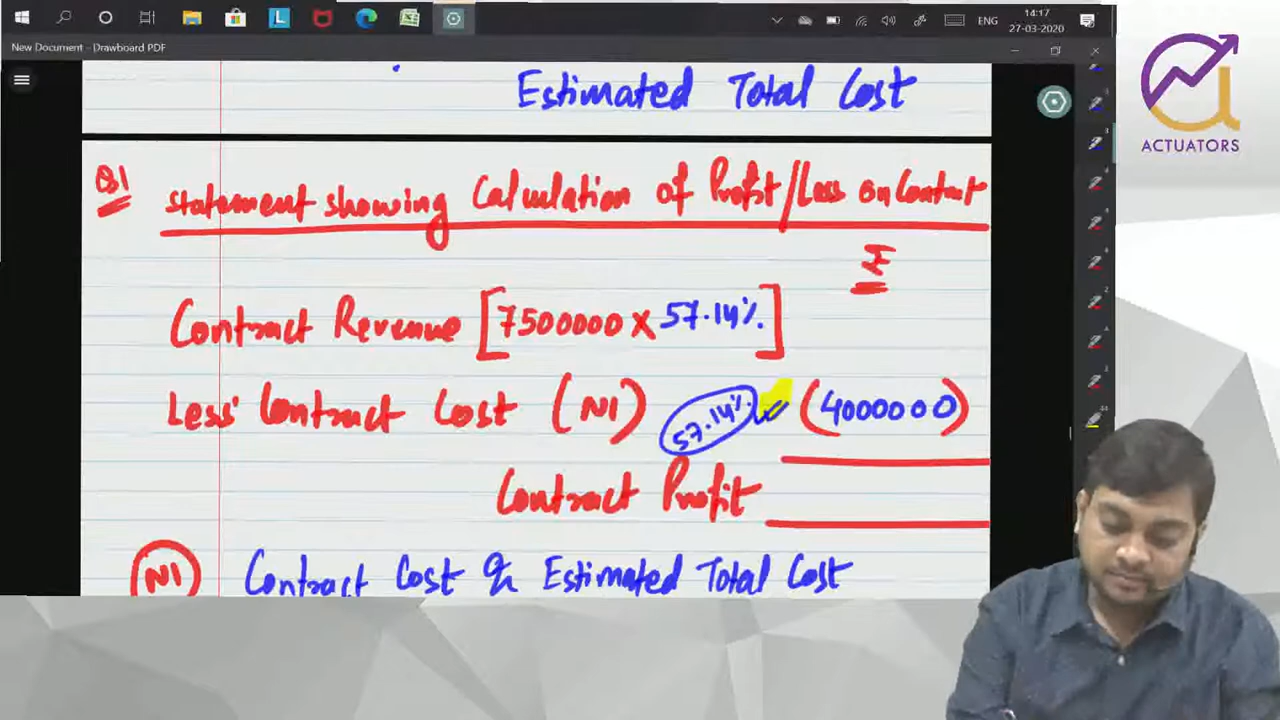 14:17
ENG
27-03-2020
New Document - Drawboard PDF
ACTUATORS
Estimated Total Cost
Q1 statement showing Calculation of Profit/Loss on Contract
₹
Contract Revenue [7500000 x 57.14%]
Less: Contract Cost (N1) 57.14% (4000000)
Contract Profit
N1 Contract Cost & Estimated Total Cost